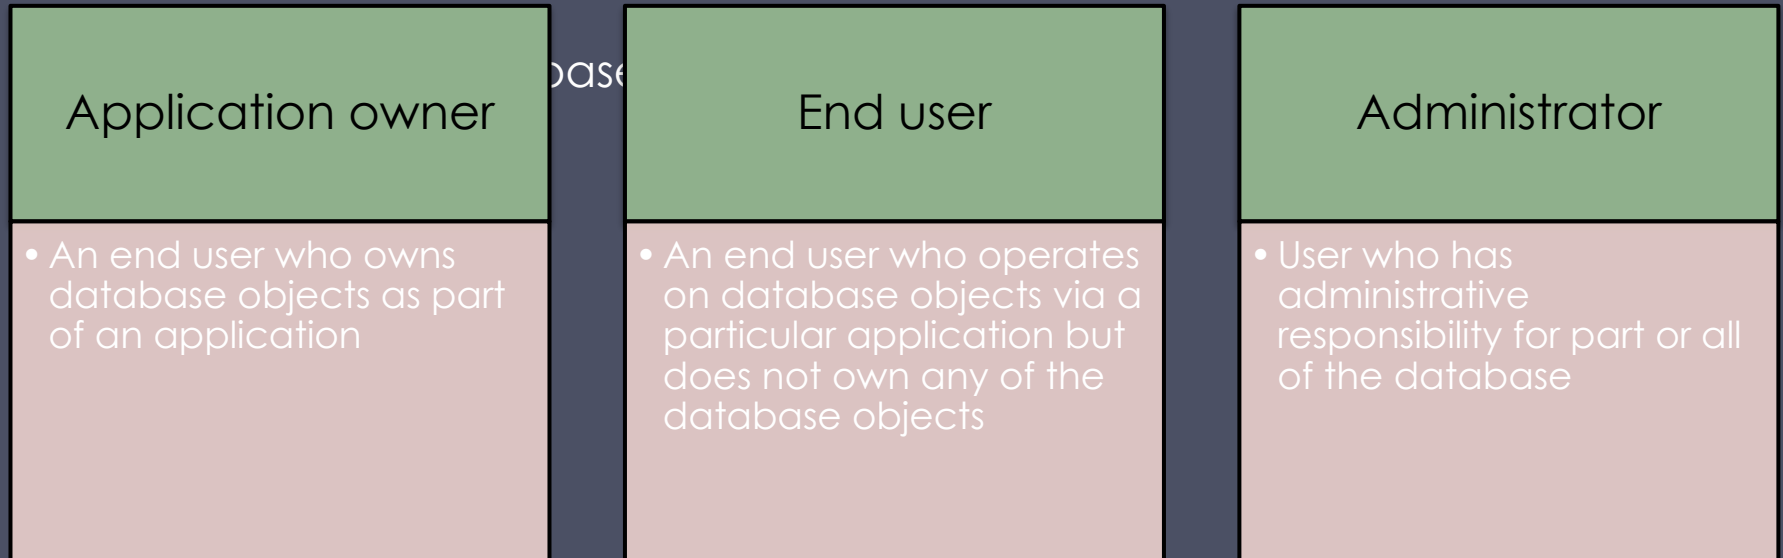 Application owner
• An end user who owns
database objects as part
of an application
End user
• An end user who operates
on database objects via a
particular application but
does not own any of the
database objects
Administrator
• User who has
administrative
responsibility for part or all
of the database